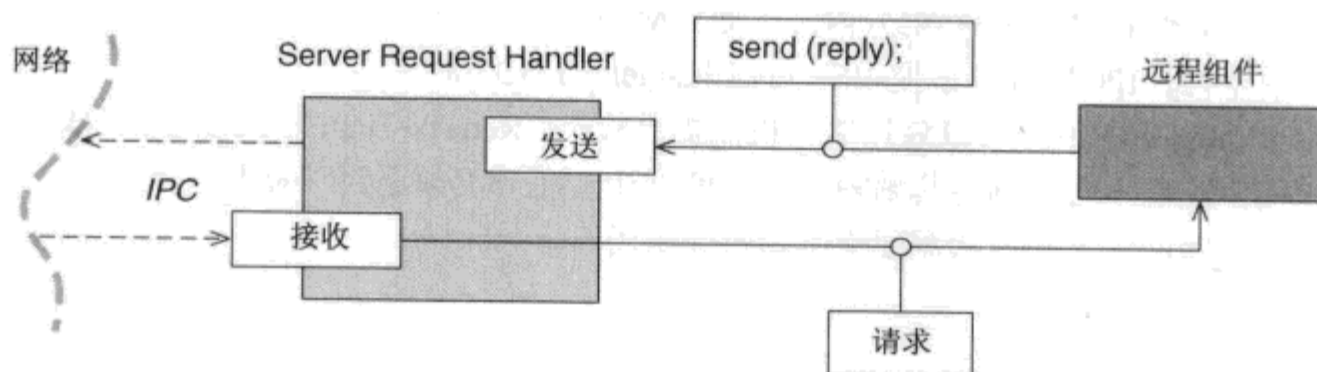 网络
Server Request Handler
send (reply);
远程组件
发送
IPC
接收
请求